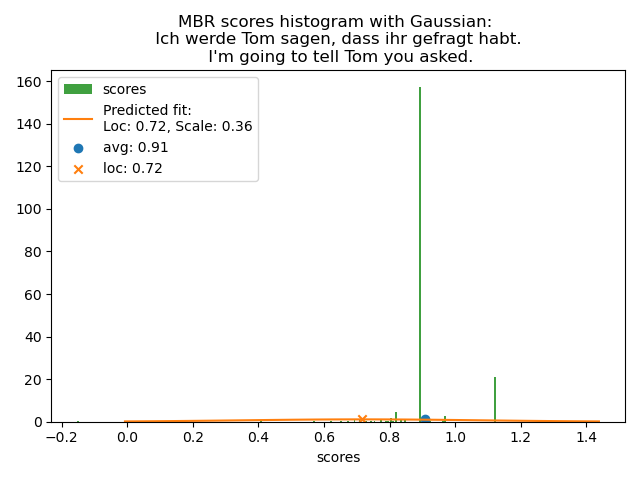 MBR scores histogram with Gaussian:
Ich werde Tom sagen, dass ihr gefragt habt.
I'm going to tell Tom you asked.
scores
Predicted fit:
Loc: 0.72, Scale: 0.36
avg: 0.91
loc: 0.72
160
140
120
100
80
60
40
20
0
−0.2 0.0 0.2 0.4 0.6 0.8 1.0 1.2 1.4
scores